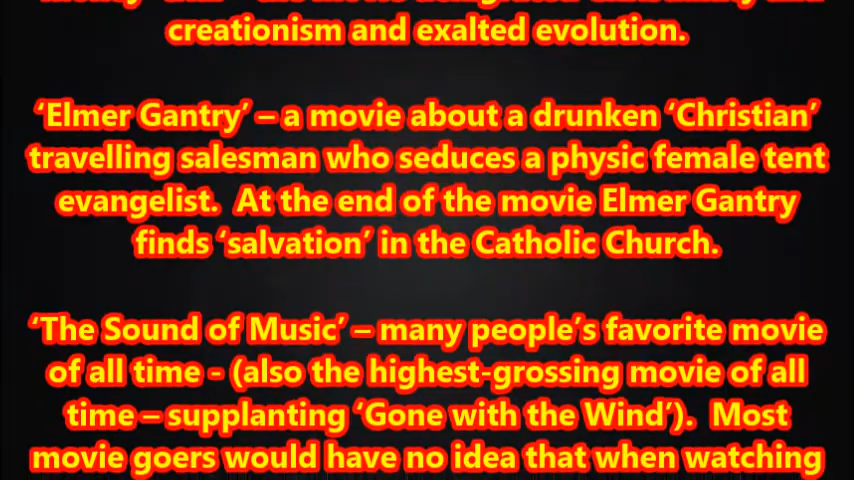 creationism and exalted evolution.
‘Elmer Gantry’ – a movie about a drunken ‘Christian’
travelling salesman who seduces a physic female tent
evangelist.  At the end of the movie Elmer Gantry
finds ‘salvation’ in the Catholic Church.
‘The Sound of Music’ – many people’s favorite movie
of all time - (also the highest-grossing movie of all
time – supplanting ‘Gone with the Wind’).  Most
movie goers would have no idea that when watching